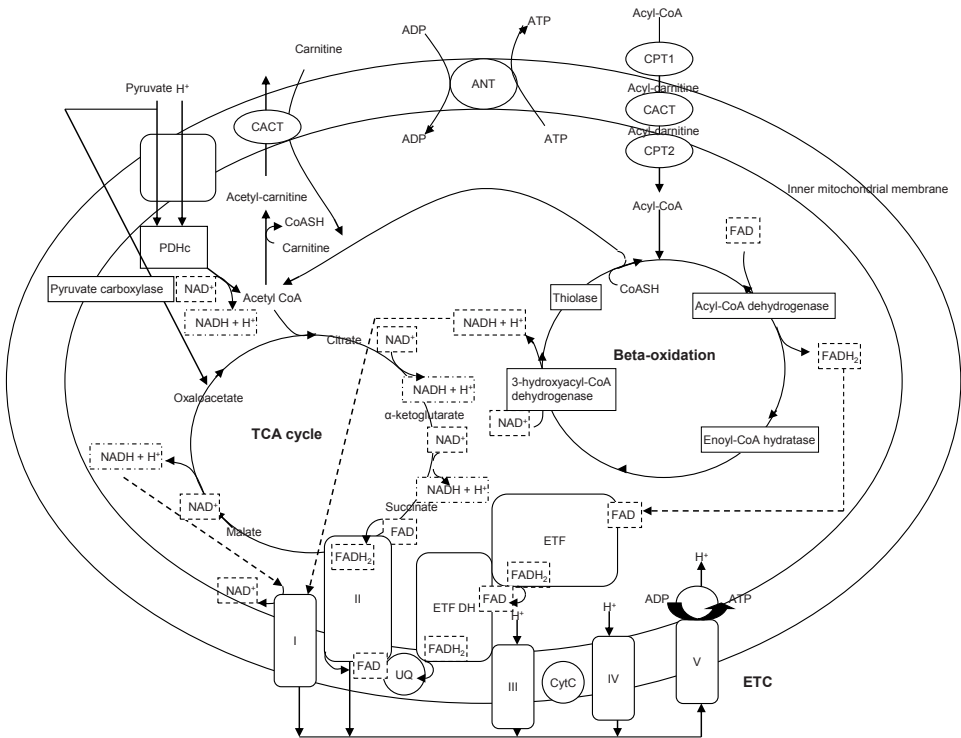 Acyl-CoA
ADP
ATP
Carnitine
CPT1
Pyruvate H⁺
ANT
Acyl-carnitine
CACT
CACT
Acyl-carnitine
ADP
ATP
CPT2
Inner mitochondrial membrane
Acetyl-carnitine
Acyl-CoA
CoASH
FAD
PDHc
Carnitine
Pyruvate carboxylase
NAD⁺
Acetyl CoA
Thiolase
CoASH
Acyl-CoA dehydrogenase
NADH + H⁺
NADH + H⁺
Citrate
NAD⁺
Beta-oxidation
FADH₂
3-hydroxyacyl-CoA
dehydrogenase
NADH + H⁺
Oxaloacetate
α-ketoglutarate
NAD⁺
TCA cycle
NAD⁺
Enoyl-CoA hydratase
NADH + H⁺
NADH + H⁺
NAD⁺
Succinate
FAD
FAD
Malate
ETF
FADH₂
H⁺
FADH₂
NAD⁺
II
ETF DH
FAD
H⁺
H⁺
ADP
ATP
I
FADH₂
FAD
UQ
III
CytC
IV
V
ETC